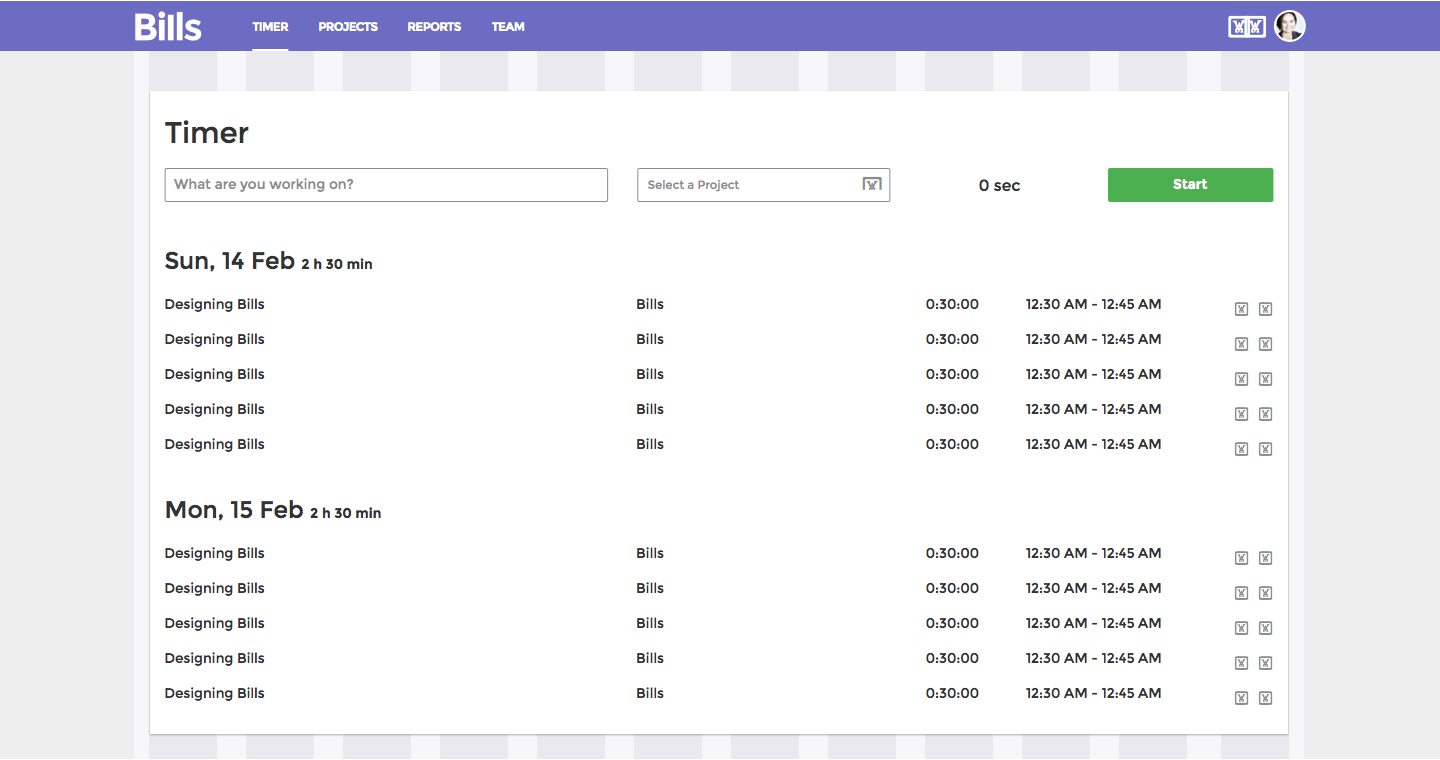 Bills TIMER PROJECTS REPORTS TEAM
Timer
What are you working on? Select a Project 0 sec Start
Sun, 14 Feb 2 h 30 min
Designing Bills Bills 0:30:00 12:30 AM - 12:45 AM
Designing Bills Bills 0:30:00 12:30 AM - 12:45 AM
Designing Bills Bills 0:30:00 12:30 AM - 12:45 AM
Designing Bills Bills 0:30:00 12:30 AM - 12:45 AM
Designing Bills Bills 0:30:00 12:30 AM - 12:45 AM
Mon, 15 Feb 2 h 30 min
Designing Bills Bills 0:30:00 12:30 AM - 12:45 AM
Designing Bills Bills 0:30:00 12:30 AM - 12:45 AM
Designing Bills Bills 0:30:00 12:30 AM - 12:45 AM
Designing Bills Bills 0:30:00 12:30 AM - 12:45 AM
Designing Bills Bills 0:30:00 12:30 AM - 12:45 AM